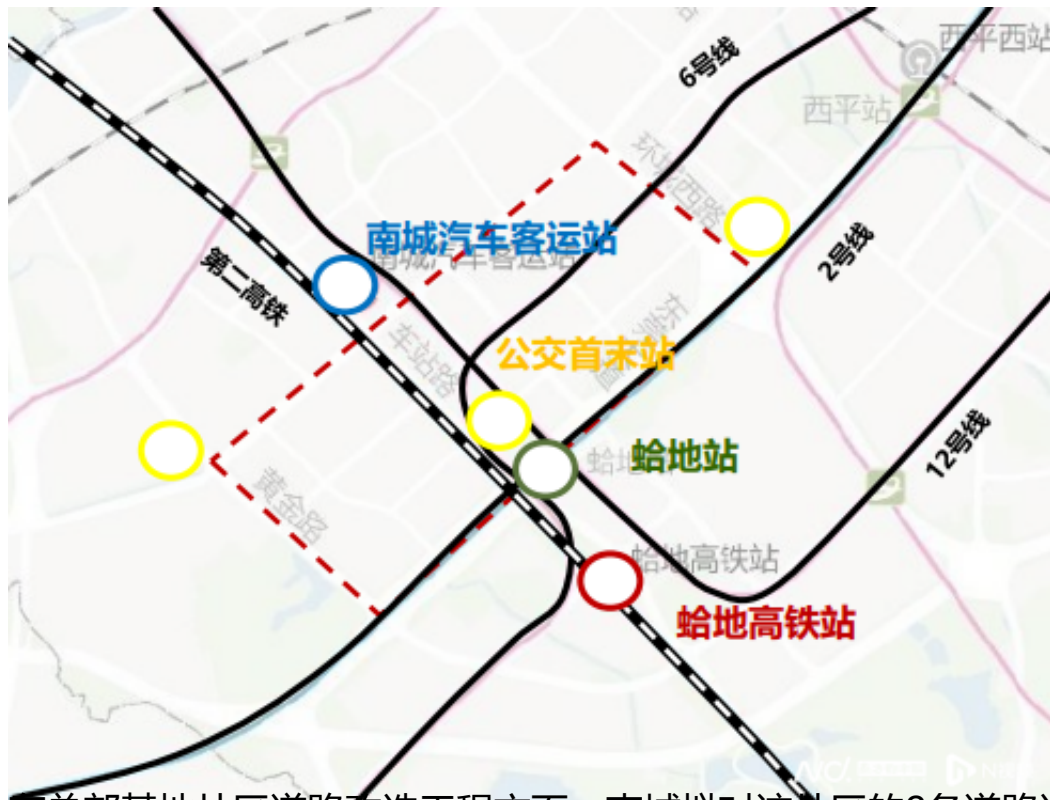 西平西站
6号线
西平站
环城西路
南城汽车客运站
南城汽车客运站
2号线
第二高铁
车站路
公交首末站
蛤地站
12号线
黄金路
蛤地高铁站
蛤地高铁站